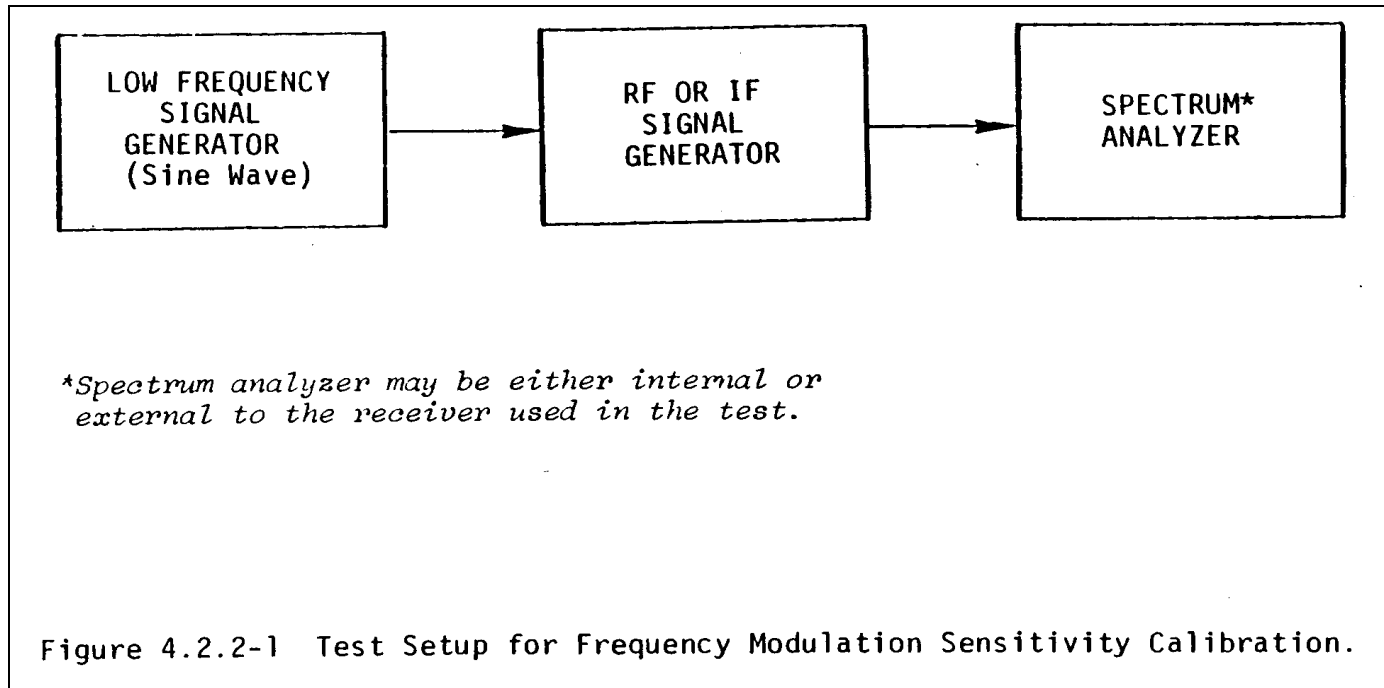 LOW FREQUENCY
SIGNAL
GENERATOR
(Sine Wave)
RF OR IF
SIGNAL
GENERATOR
SPECTRUM*
ANALYZER
*Spectrum analyzer may be either internal or
external to the receiver used in the test.
Figure 4.2.2-1 Test Setup for Frequency Modulation Sensitivity Calibration.